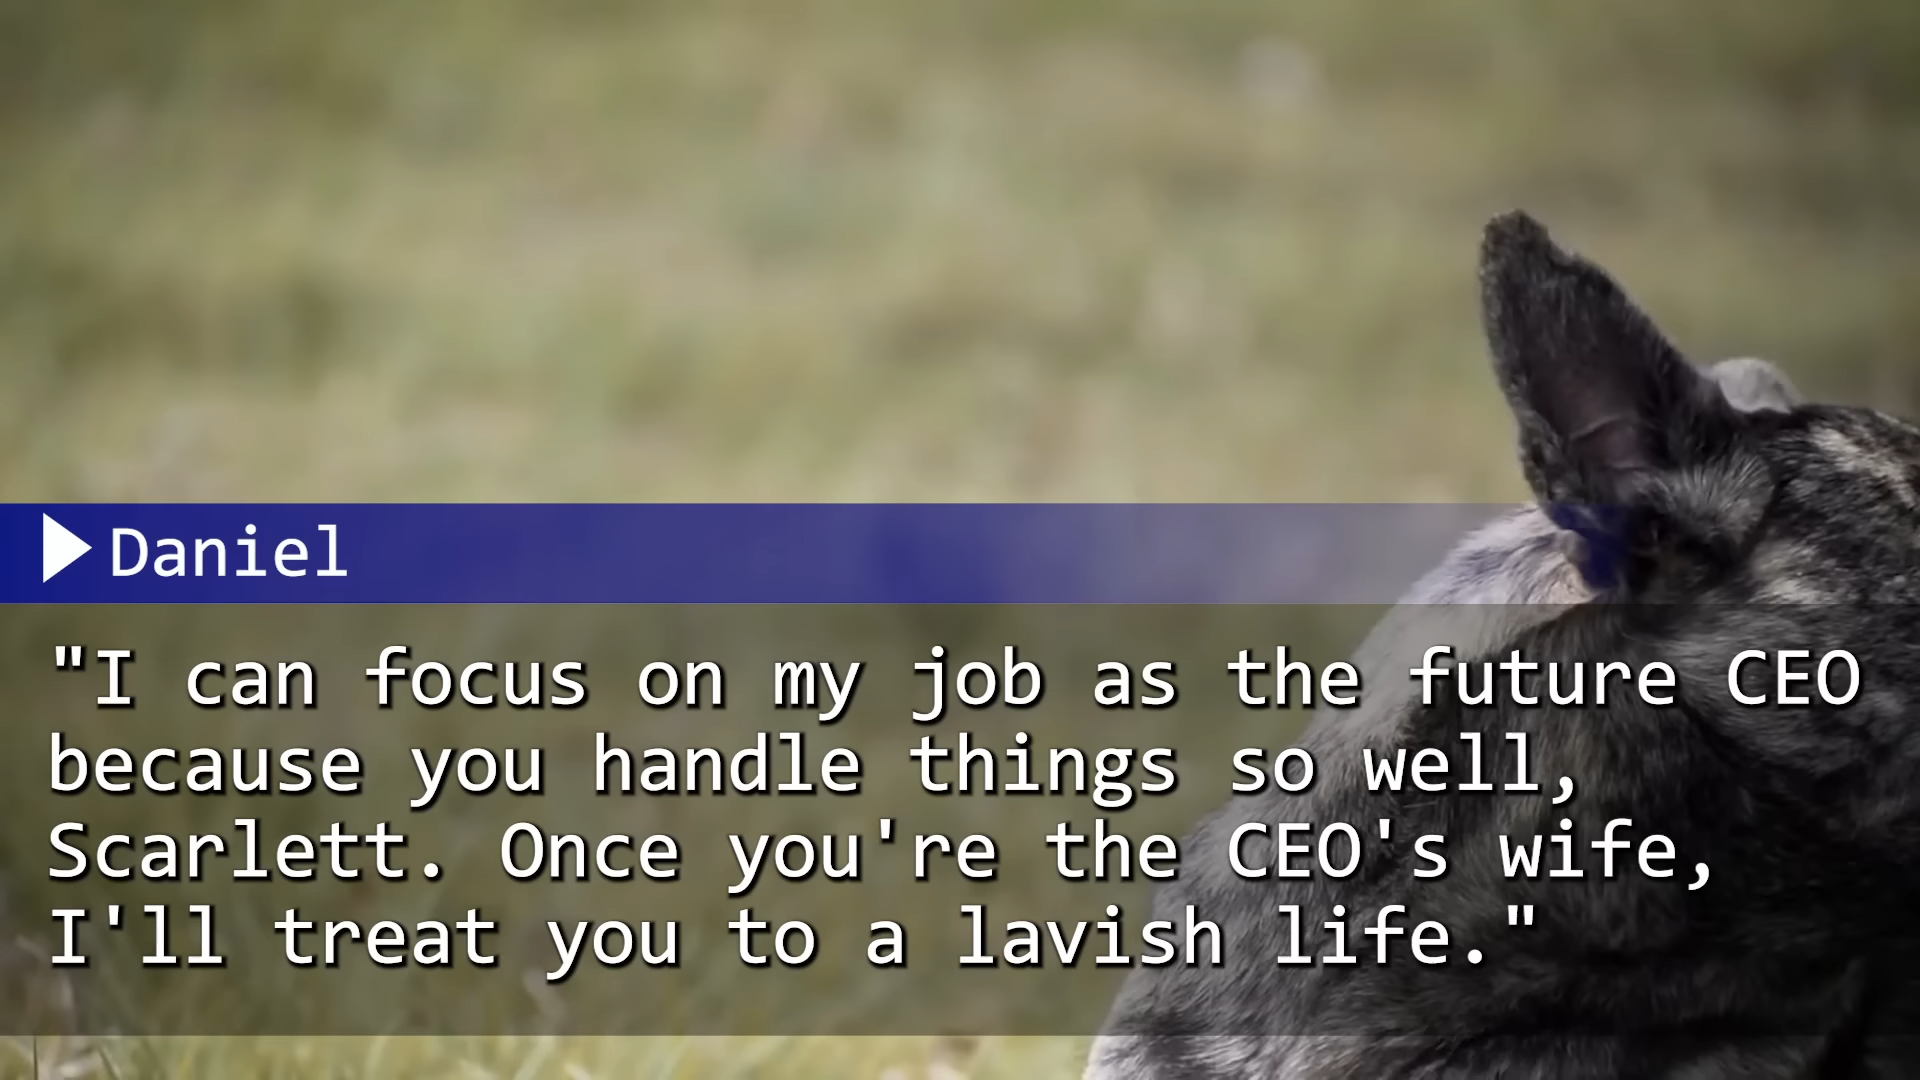 Daniel
"I can focus on my job as the future CEO
because you handle things so well,
Scarlett. Once you're the CEO's wife,
I'll treat you to a lavish life."